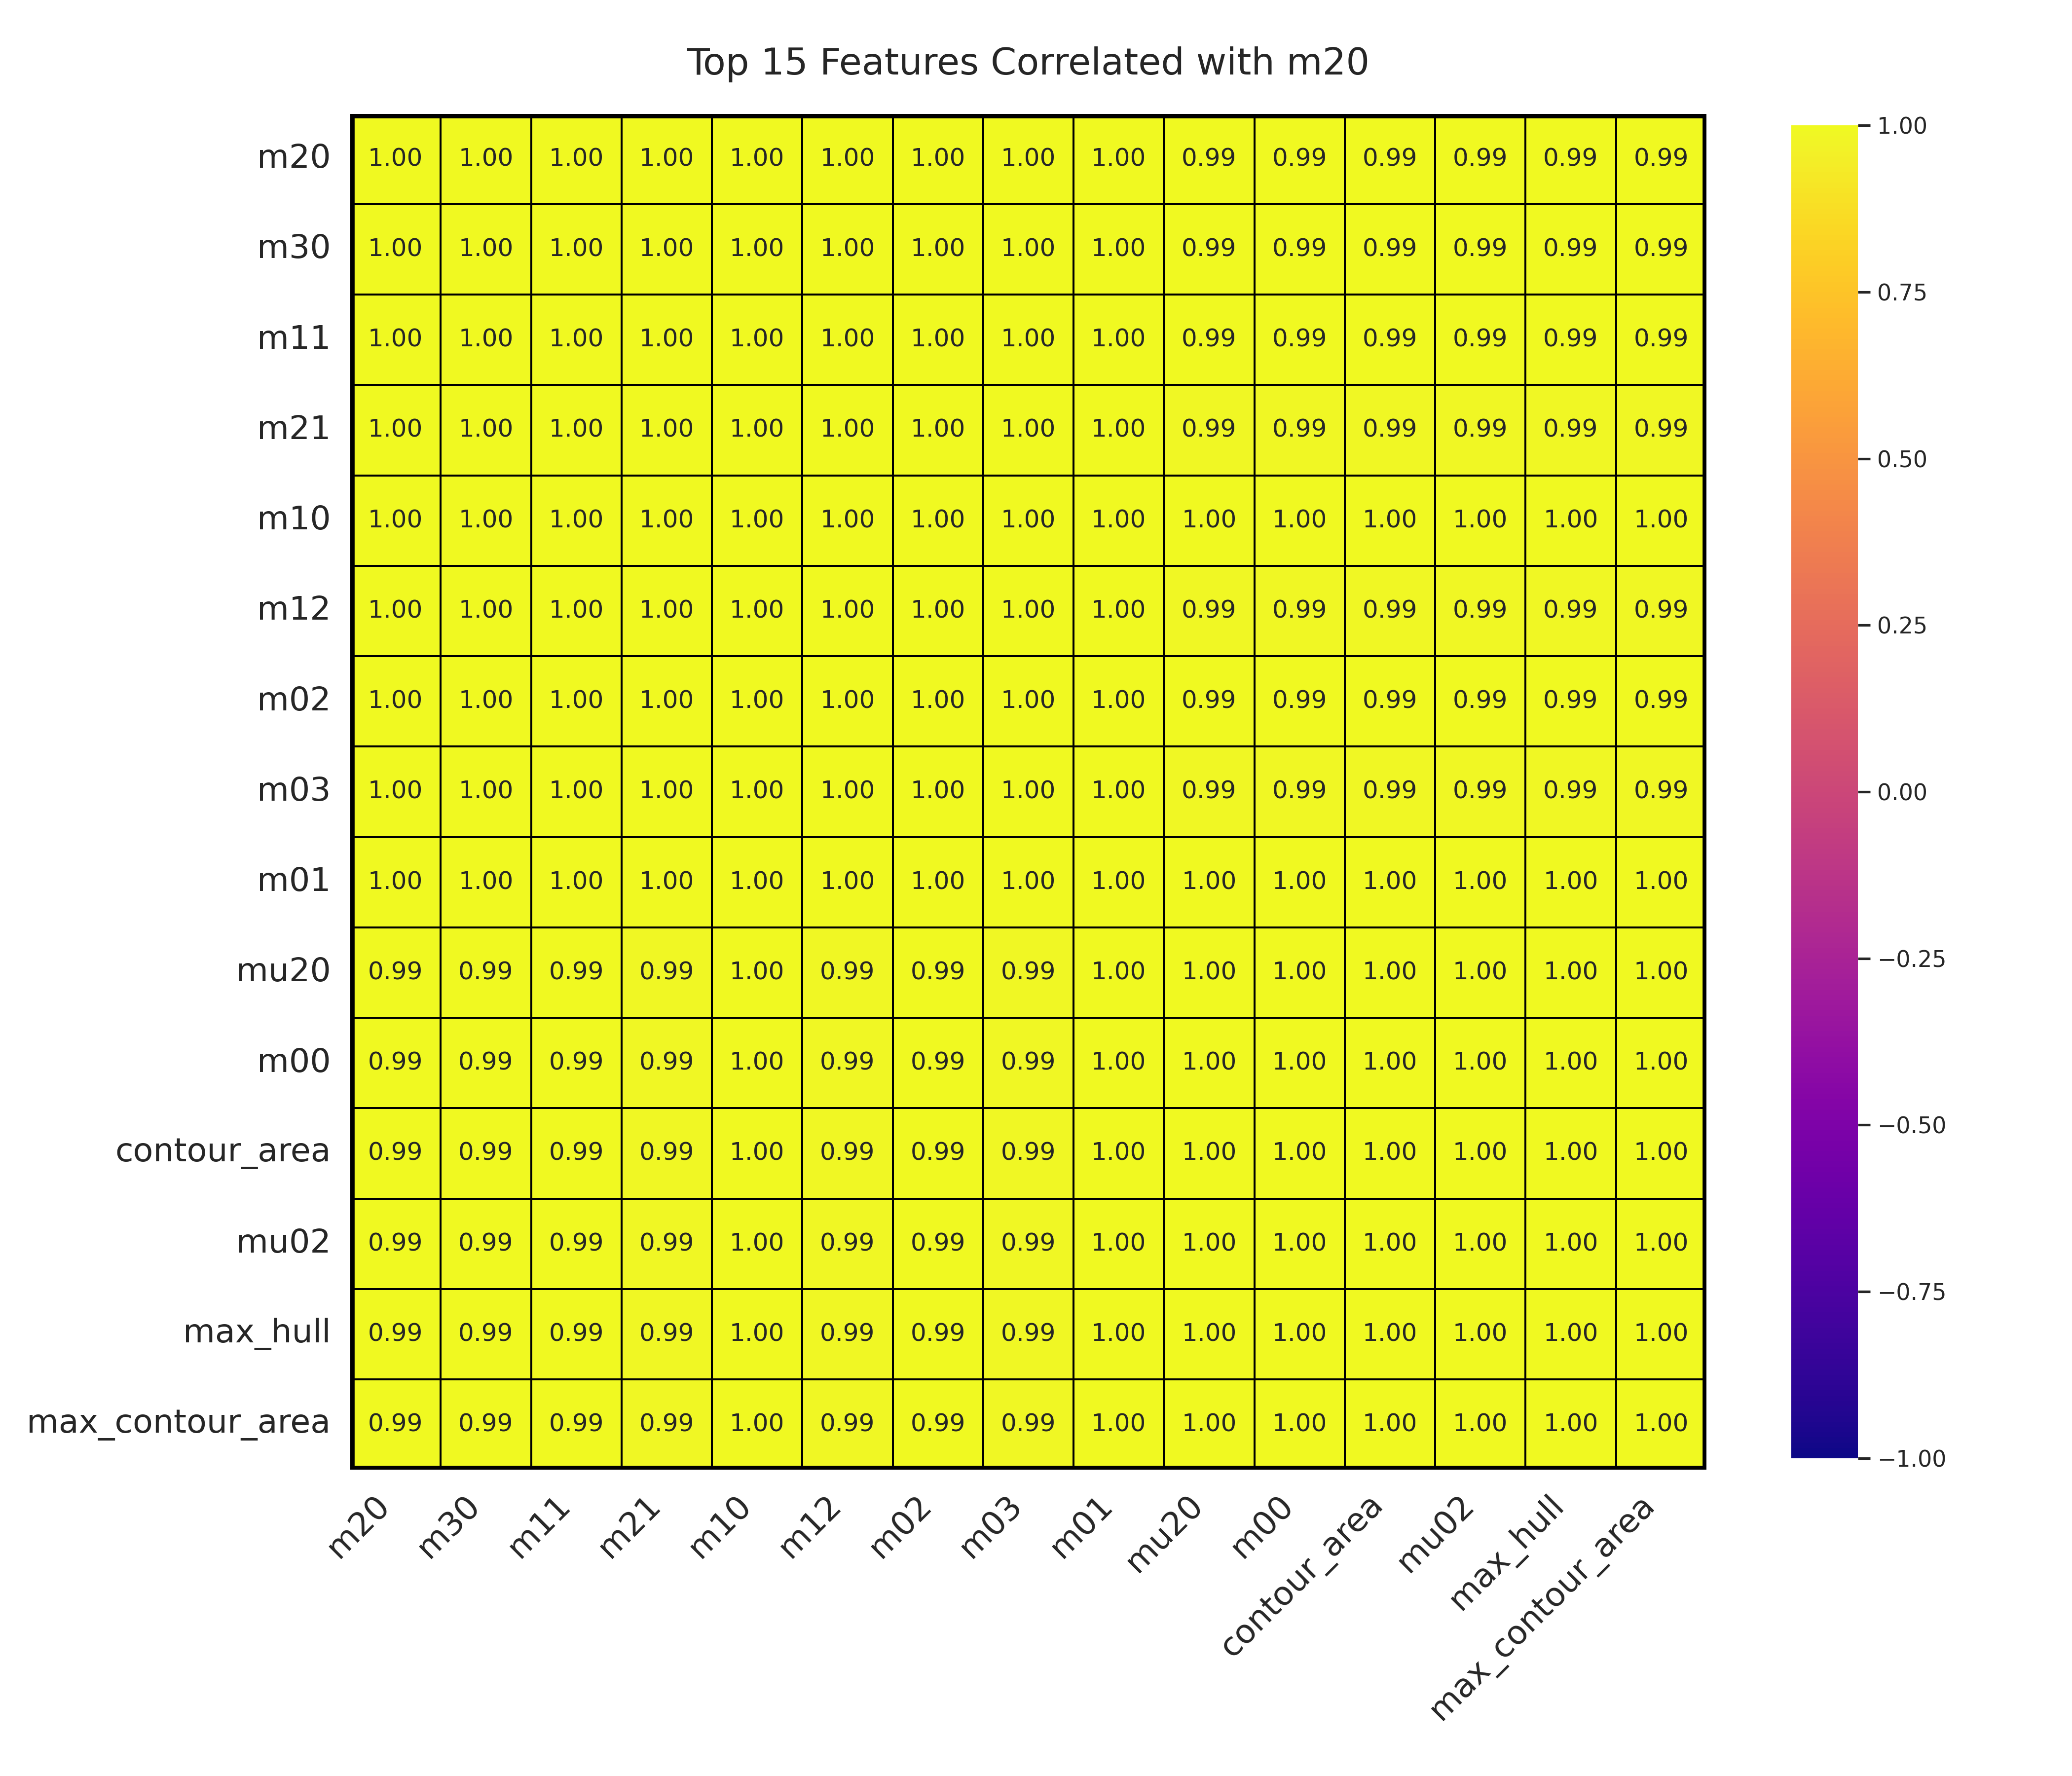 Top 15 Features Correlated with m20
m20 1.00 1.00 1.00 1.00 1.00 1.00 1.00 1.00 1.00 0.99 0.99 0.99 0.99 0.99 0.99
m30 1.00 1.00 1.00 1.00 1.00 1.00 1.00 1.00 1.00 0.99 0.99 0.99 0.99 0.99 0.99
m11 1.00 1.00 1.00 1.00 1.00 1.00 1.00 1.00 1.00 0.99 0.99 0.99 0.99 0.99 0.99
m21 1.00 1.00 1.00 1.00 1.00 1.00 1.00 1.00 1.00 0.99 0.99 0.99 0.99 0.99 0.99
m10 1.00 1.00 1.00 1.00 1.00 1.00 1.00 1.00 1.00 1.00 1.00 1.00 1.00 1.00 1.00
m12 1.00 1.00 1.00 1.00 1.00 1.00 1.00 1.00 1.00 0.99 0.99 0.99 0.99 0.99 0.99
m02 1.00 1.00 1.00 1.00 1.00 1.00 1.00 1.00 1.00 0.99 0.99 0.99 0.99 0.99 0.99
m03 1.00 1.00 1.00 1.00 1.00 1.00 1.00 1.00 1.00 0.99 0.99 0.99 0.99 0.99 0.99
m01 1.00 1.00 1.00 1.00 1.00 1.00 1.00 1.00 1.00 1.00 1.00 1.00 1.00 1.00 1.00
mu20 0.99 0.99 0.99 0.99 1.00 0.99 0.99 0.99 1.00 1.00 1.00 1.00 1.00 1.00 1.00
m00 0.99 0.99 0.99 0.99 1.00 0.99 0.99 0.99 1.00 1.00 1.00 1.00 1.00 1.00 1.00
contour_area 0.99 0.99 0.99 0.99 1.00 0.99 0.99 0.99 1.00 1.00 1.00 1.00 1.00 1.00 1.00
mu02 0.99 0.99 0.99 0.99 1.00 0.99 0.99 0.99 1.00 1.00 1.00 1.00 1.00 1.00 1.00
max_hull 0.99 0.99 0.99 0.99 1.00 0.99 0.99 0.99 1.00 1.00 1.00 1.00 1.00 1.00 1.00
max_contour_area 0.99 0.99 0.99 0.99 1.00 0.99 0.99 0.99 1.00 1.00 1.00 1.00 1.00 1.00 1.00
m20 m30 m11 m21 m10 m12 m02 m03 m01 mu20 m00 contour_area mu02 max_hull max_contour_area
1.00
0.75
0.50
0.25
0.00
−0.25
−0.50
−0.75
−1.00